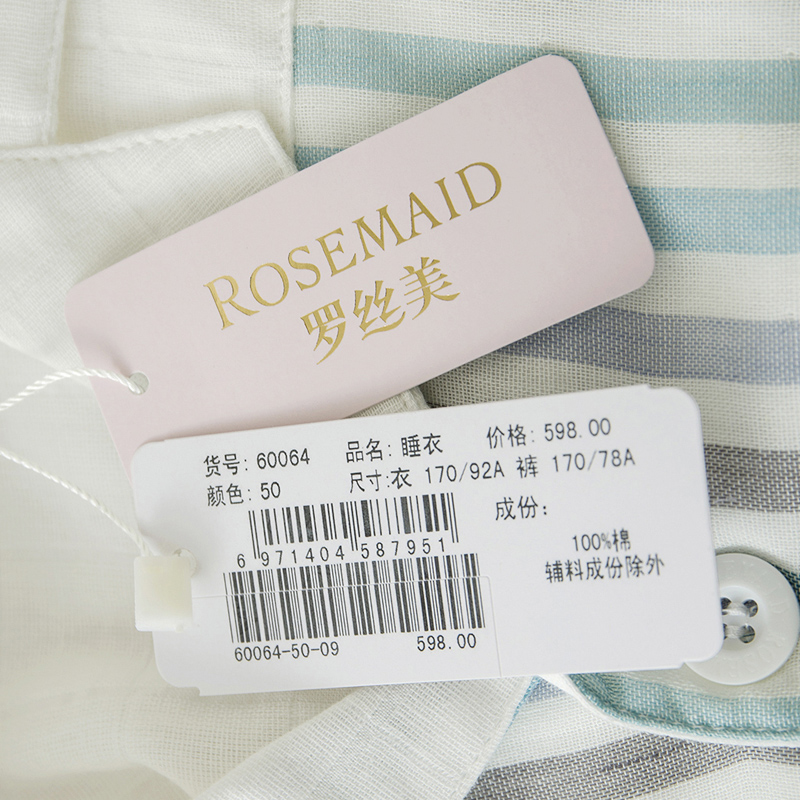 ROSEMAID
罗丝美
货号: 60064 品名: 睡衣 价格: 598.00
颜色: 50 尺寸:衣 170/92A 裤 170/78A
成份:
100%棉
辅料成份除外
6 971404 587951
60064-50-09 598.00